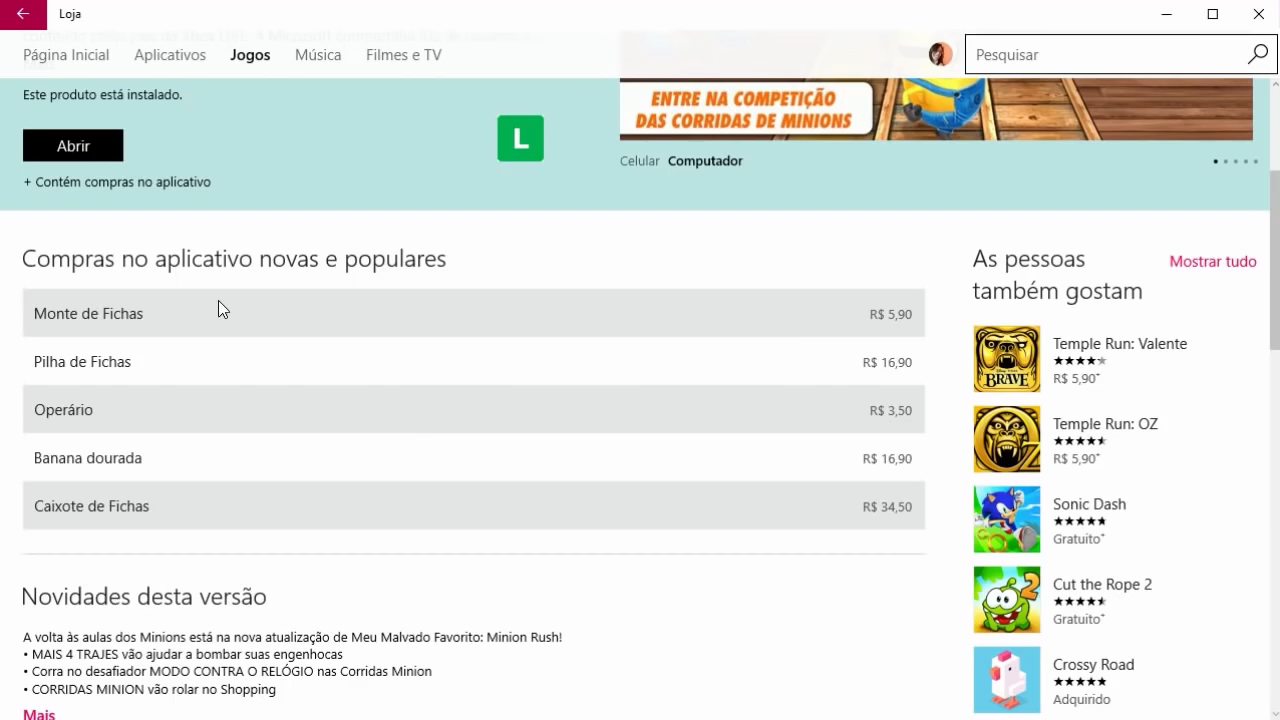 Loja
Página Inicial Aplicativos Jogos Música Filmes e TV
Pesquisar
Este produto está instalado.
Abrir
L
+ Contém compras no aplicativo
ENTRE NA COMPETIÇÃO
DAS CORRIDAS DE MINIONS
Celular Computador
Compras no aplicativo novas e populares
Monte de Fichas R$ 5,90
Pilha de Fichas R$ 16,90
Operário R$ 3,50
Banana dourada R$ 16,90
Caixote de Fichas R$ 34,50
Novidades desta versão
A volta às aulas dos Minions está na nova atualização de Meu Malvado Favorito: Minion Rush!
• MAIS 4 TRAJES vão ajudar a bombar suas engenhocas
• Corra no desafiador MODO CONTRA O RELÓGIO nas Corridas Minion
• CORRIDAS MINION vão rolar no Shopping
Mais
As pessoas
também gostam
Mostrar tudo
BRAVE
Temple Run: Valente
R$ 5,90+
OZ
Temple Run: OZ
R$ 5,90+
Sonic Dash
Gratuito+
2
Cut the Rope 2
Gratuito+
Crossy Road
Adquirido